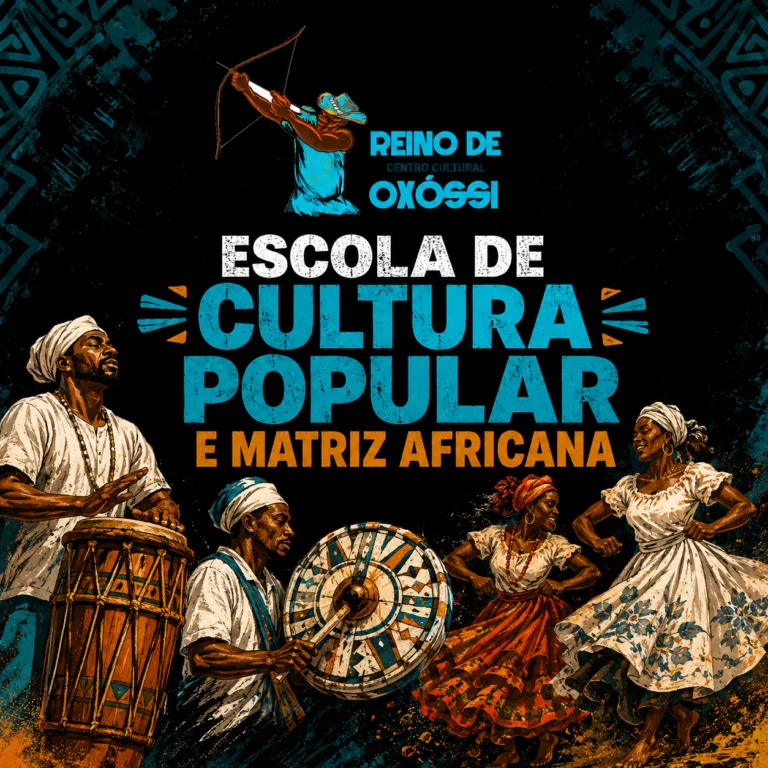 REINO DE
CENTRO CULTURAL
OXÓSSI
ESCOLA DE
CULTURA
POPULAR
E MATRIZ AFRICANA